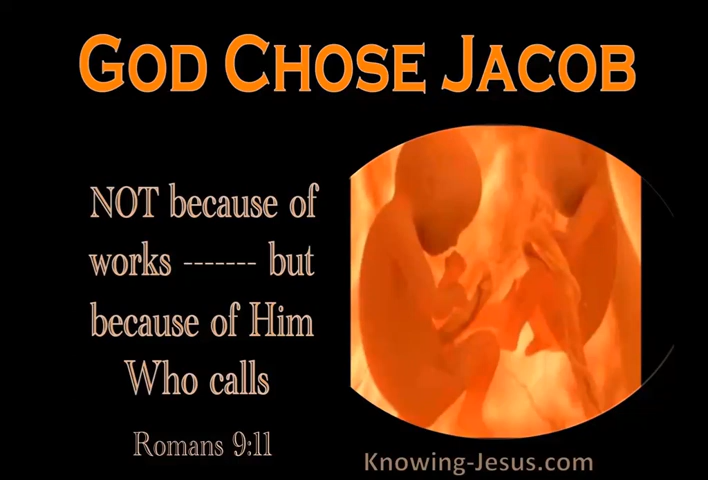 GOD CHOSE JACOB
NOT because of
works ------- but
because of Him
Who calls
Romans 9:11
Knowing-Jesus.com